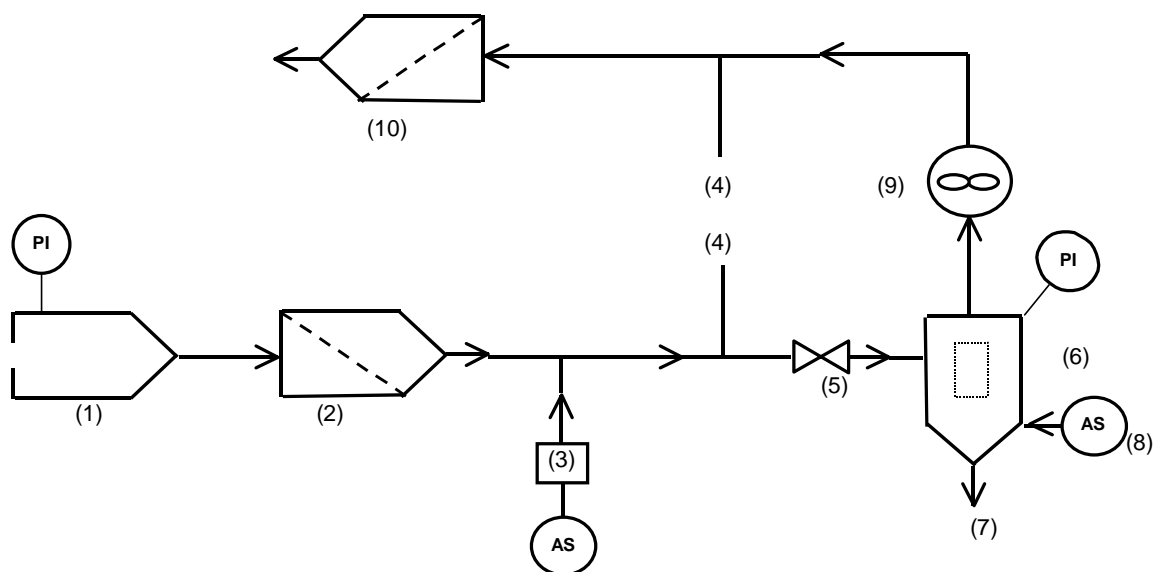 (10)
(4)
(9)
PI
(4)
PI
(1)
(2)
(5)
(6)
(3)
AS
(8)
(7)
AS